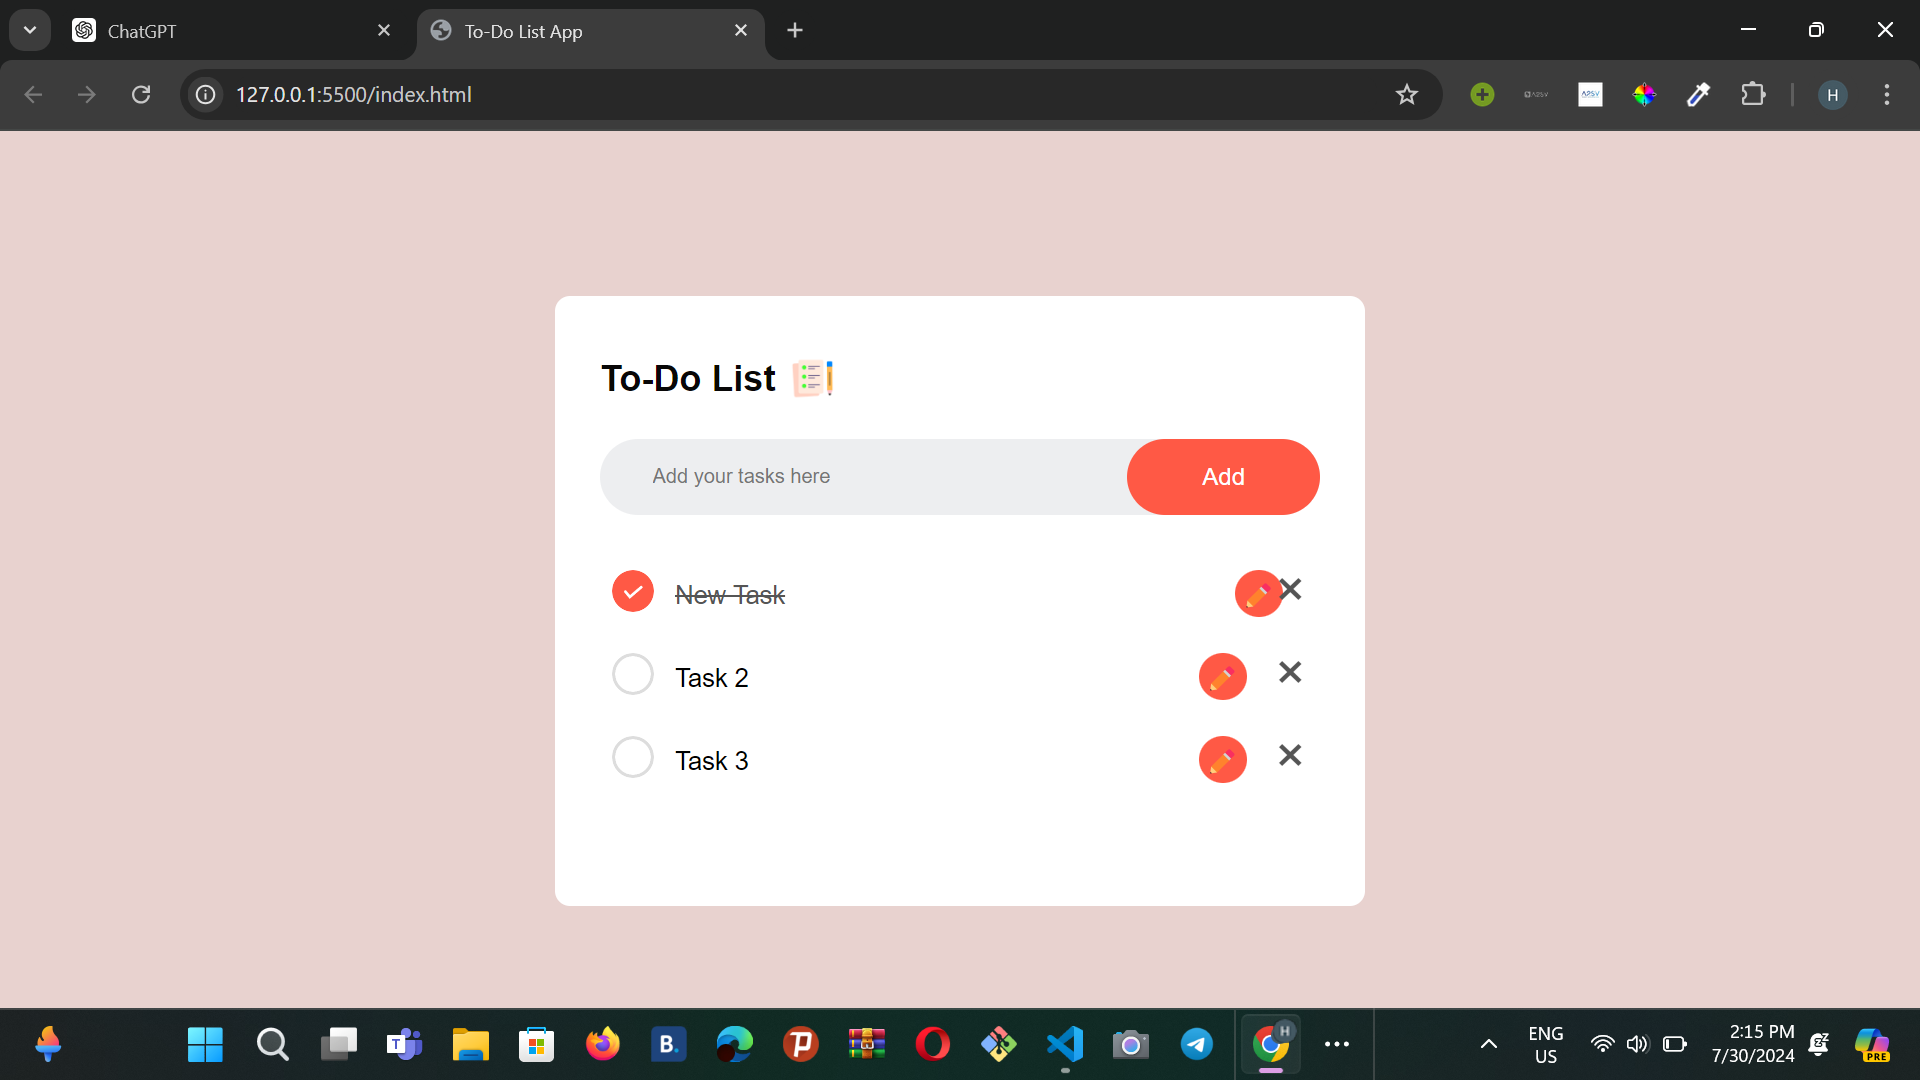 ChatGPT
To-Do List App
127.0.0.1:5500/index.html
H
To-Do List
Add your tasks here
Add
New Task
Task 2
Task 3
T
B.
H
ENG
US
2:15 PM
7/30/2024
PRE